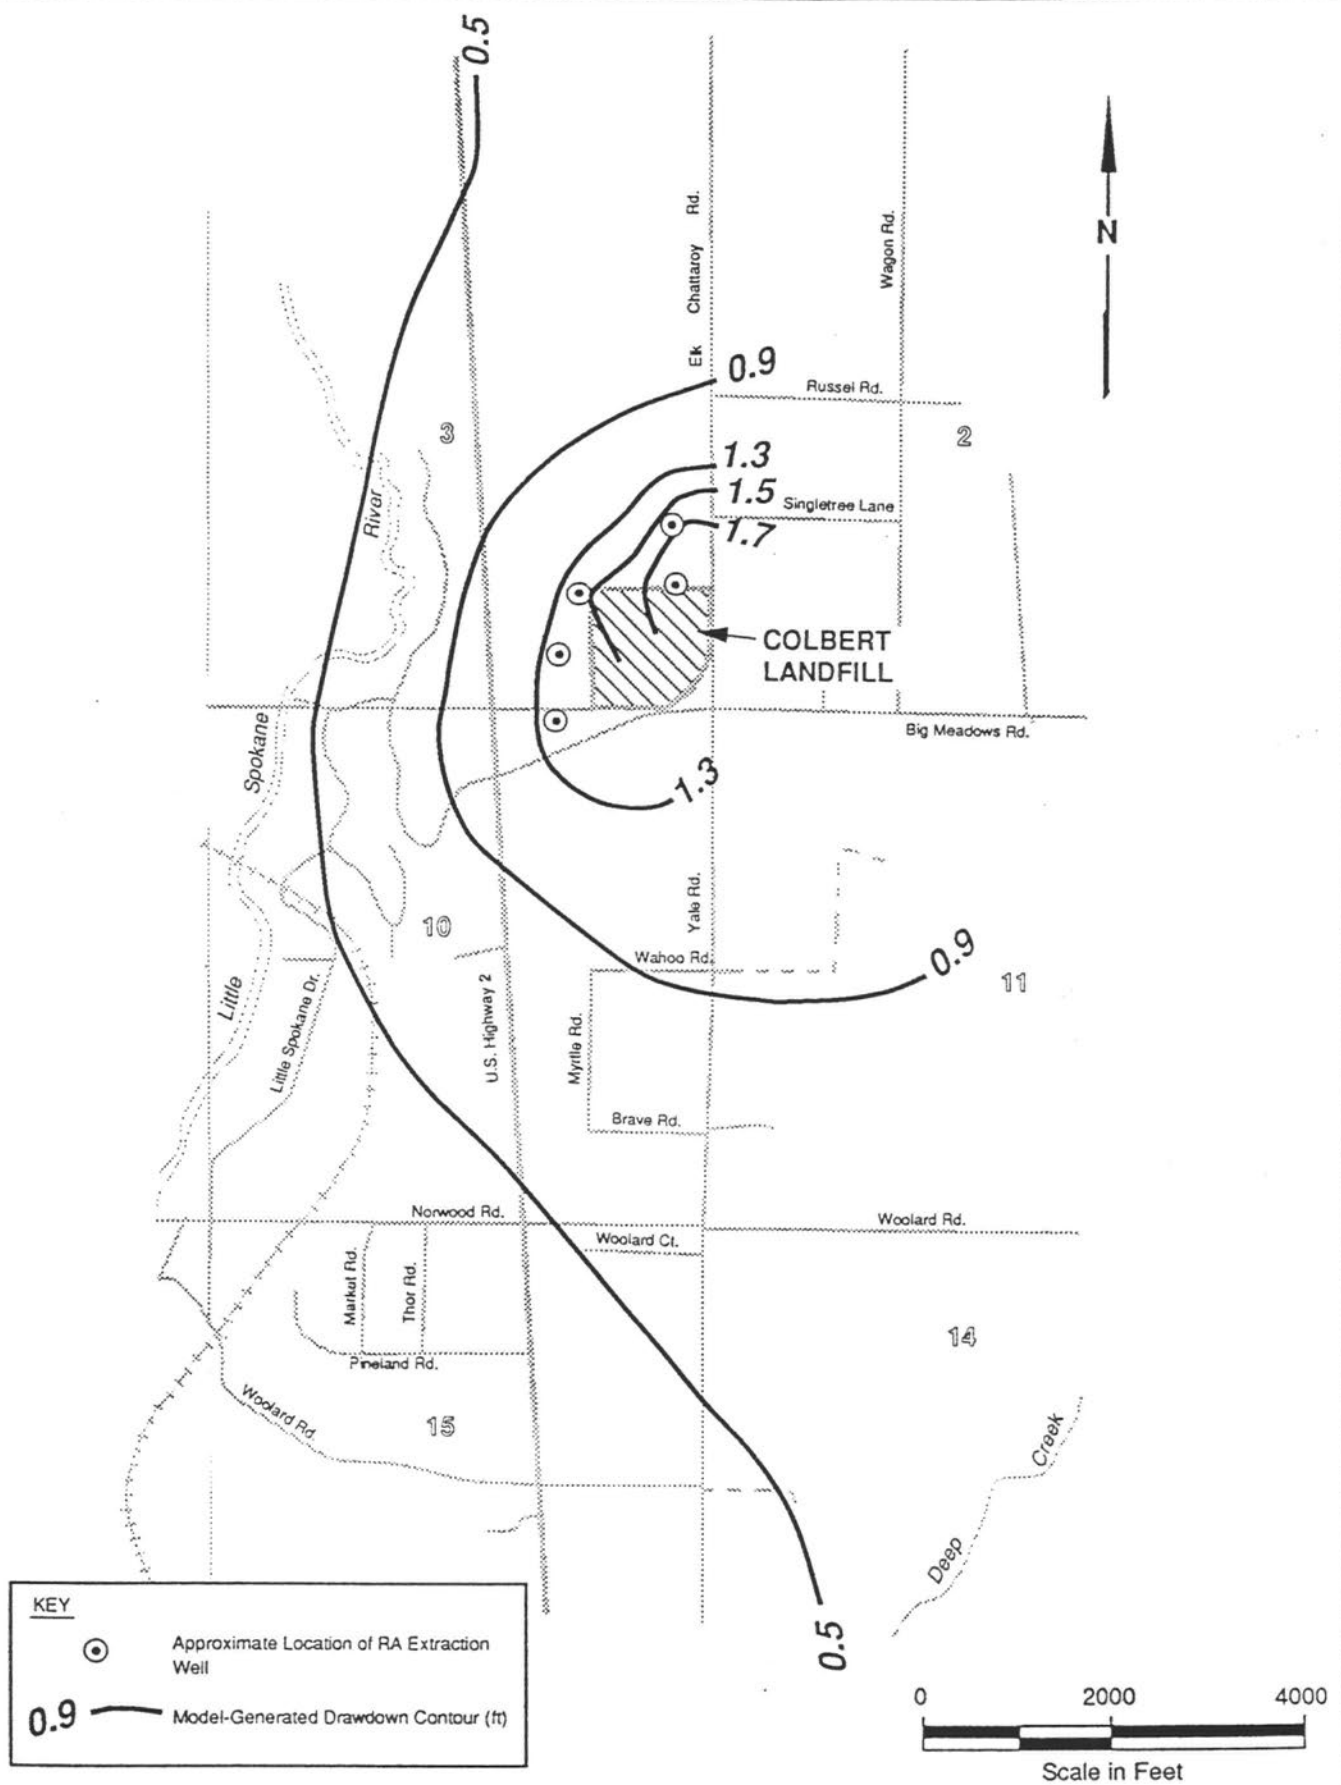 0.5
N
Elk Chattaroy Rd.
Wagon Rd.
0.9
Russel Rd.
3
2
1.3
1.5
Singletree Lane
1.7
River
COLBERT
LANDFILL
Spokane
Big Meadows Rd.
1.3
Yale Rd.
10
Wahoo Rd.
0.9
11
Little
Little Spokane Dr.
U.S. Highway 2
Myrtle Rd.
Brave Rd.
Norwood Rd.
Woolard Rd.
Woolard Ct.
Markut Rd.
Thor Rd.
14
Pineland Rd.
Woolard Rd.
15
Creek
Deep
0.5
KEY
Approximate Location of RA Extraction
Well
0.9
Model-Generated Drawdown Contour (ft)
0 2000 4000
Scale in Feet